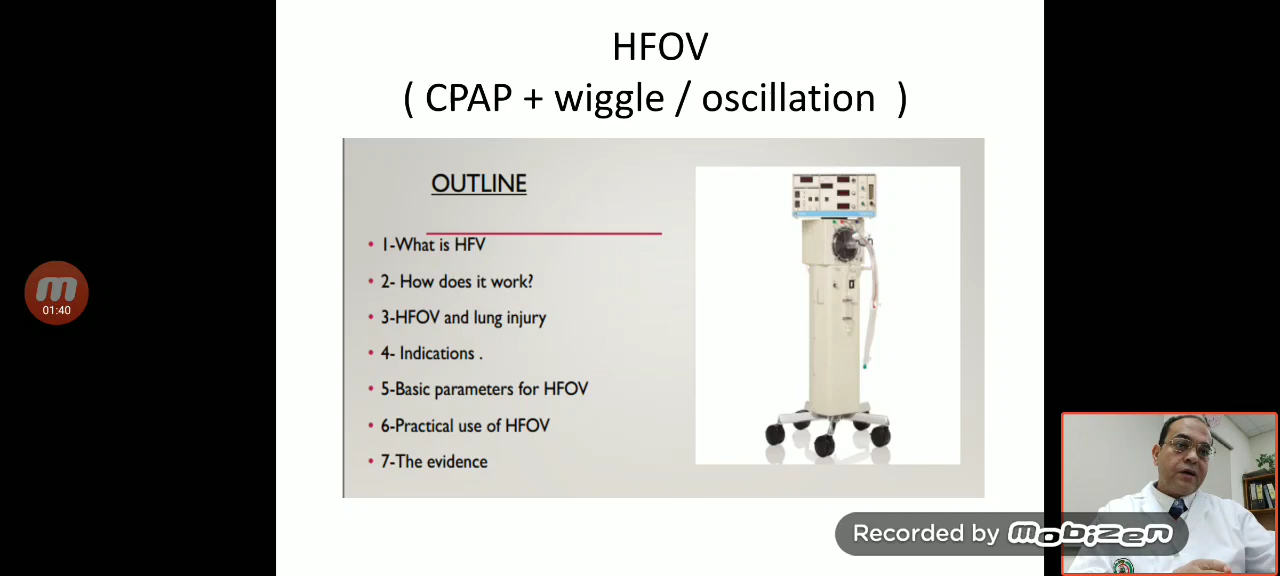 HFOV
( CPAP + wiggle / oscillation )
OUTLINE
• 1-What is HFV
• 2- How does it work?
• 3-HFOV and lung injury
• 4- Indications .
• 5-Basic parameters for HFOV
• 6-Practical use of HFOV
• 7-The evidence
01:40
Recorded by mobizen